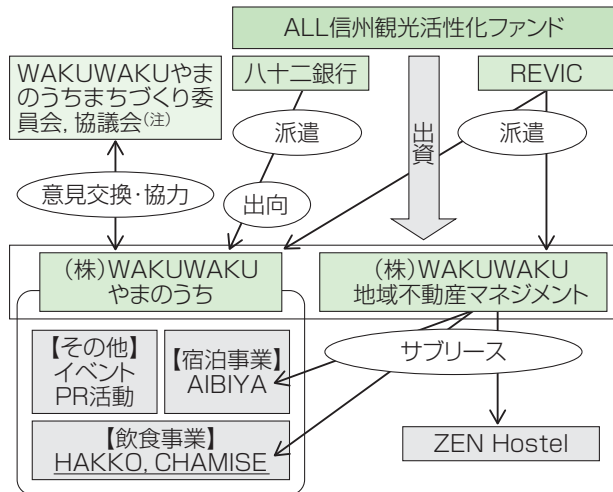 ALL信州観光活性化ファンド
WAKUWAKUやま
のうちまちづくり委
員会, 協議会(注)
八十二銀行
REVIC
派遣
出資
派遣
意見交換・協力
出向
(株)WAKUWAKU
やまのうち
(株)WAKUWAKU
地域不動産マネジメント
【その他】
イベント
PR活動
【宿泊事業】
AIBIYA
サブリース
【飲食事業】
HAKKO, CHAMISE
ZEN Hostel